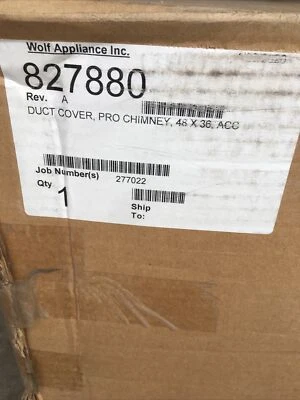 Wolf Appliance Inc.
827880
Rev. A
DUCT COVER, PRO CHIMNEY, 48 X 36, ACC
Job Number(s) 277022
Qty 1
Ship
To: